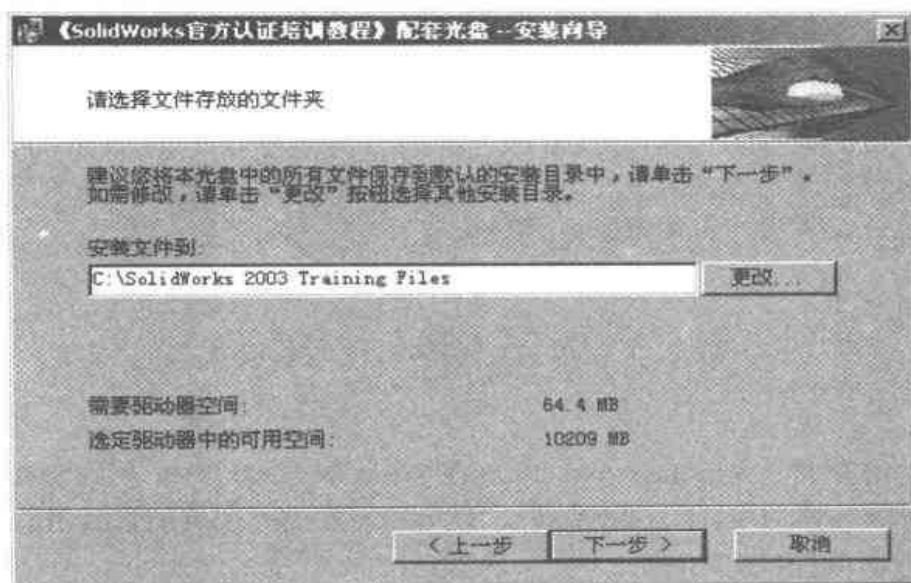 《SolidWorks官方认证培训教程》配套光盘--安装向导
请选择文件存放的文件夹
建议您将本光盘中的所有文件保存到默认的安装目录中，请单击“下一步”。
如需修改，请单击“更改”按钮选择其他安装目录。
安装文件到:
C:\SolidWorks 2003 Training Files
更改...
需要驱动器空间: 64.4 MB
选定驱动器中的可用空间: 10209 MB
<上一步 下一步> 取消